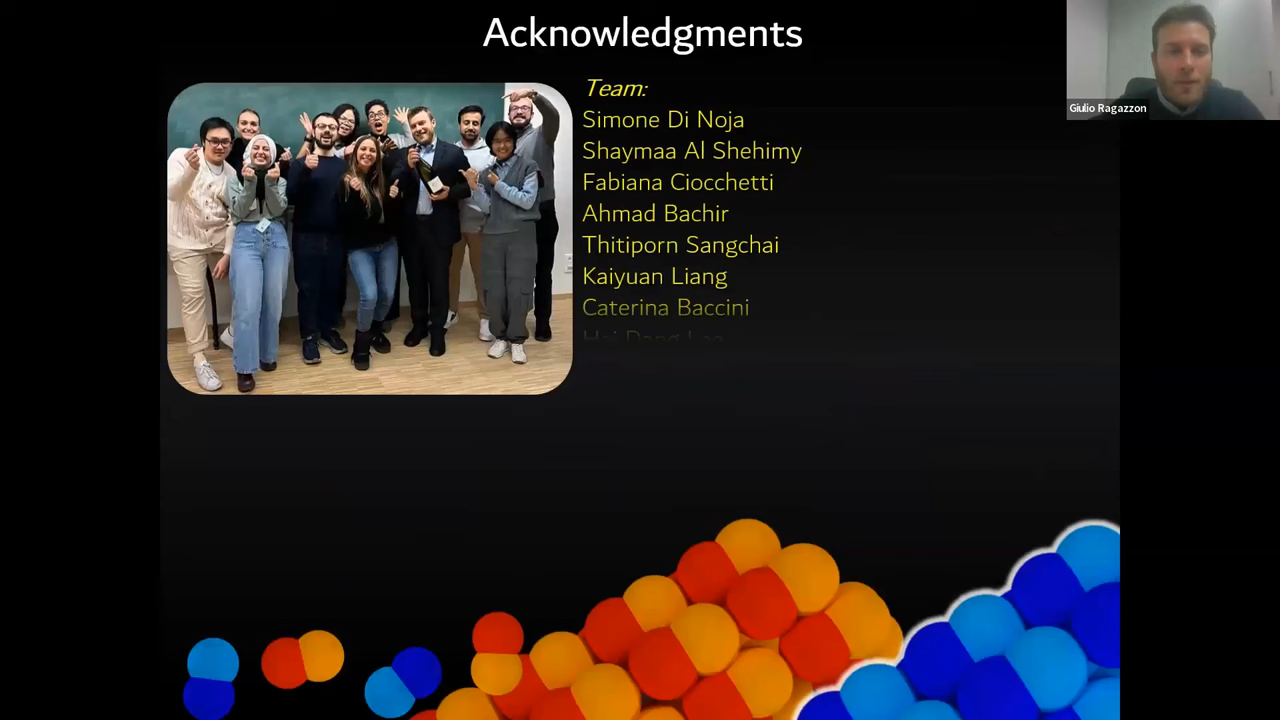 Acknowledgments
Giulio Ragazzon
Team:
Simone Di Noja
Shaymaa Al Shehimy
Fabiana Ciocchetti
Ahmad Bachir
Thitiporn Sangchai
Kaiyuan Liang
Caterina Baccini